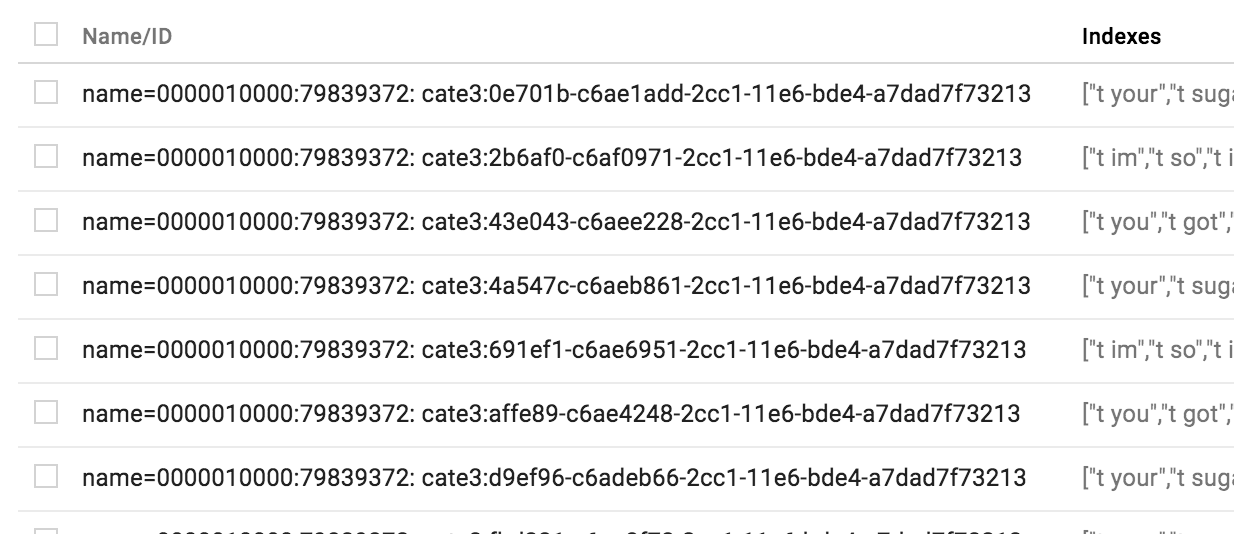 Name/ID Indexes
name=0000010000:79839372: cate3:0e701b-c6ae1add-2cc1-11e6-bde4-a7dad7f73213 ["t your","t suga
name=0000010000:79839372: cate3:2b6af0-c6af0971-2cc1-11e6-bde4-a7dad7f73213 ["t im","t so","t i
name=0000010000:79839372: cate3:43e043-c6aee228-2cc1-11e6-bde4-a7dad7f73213 ["t you","t got","
name=0000010000:79839372: cate3:4a547c-c6aeb861-2cc1-11e6-bde4-a7dad7f73213 ["t your","t suga
name=0000010000:79839372: cate3:691ef1-c6ae6951-2cc1-11e6-bde4-a7dad7f73213 ["t im","t so","t i
name=0000010000:79839372: cate3:affe89-c6ae4248-2cc1-11e6-bde4-a7dad7f73213 ["t you","t got","
name=0000010000:79839372: cate3:d9ef96-c6adeb66-2cc1-11e6-bde4-a7dad7f73213 ["t your","t suga